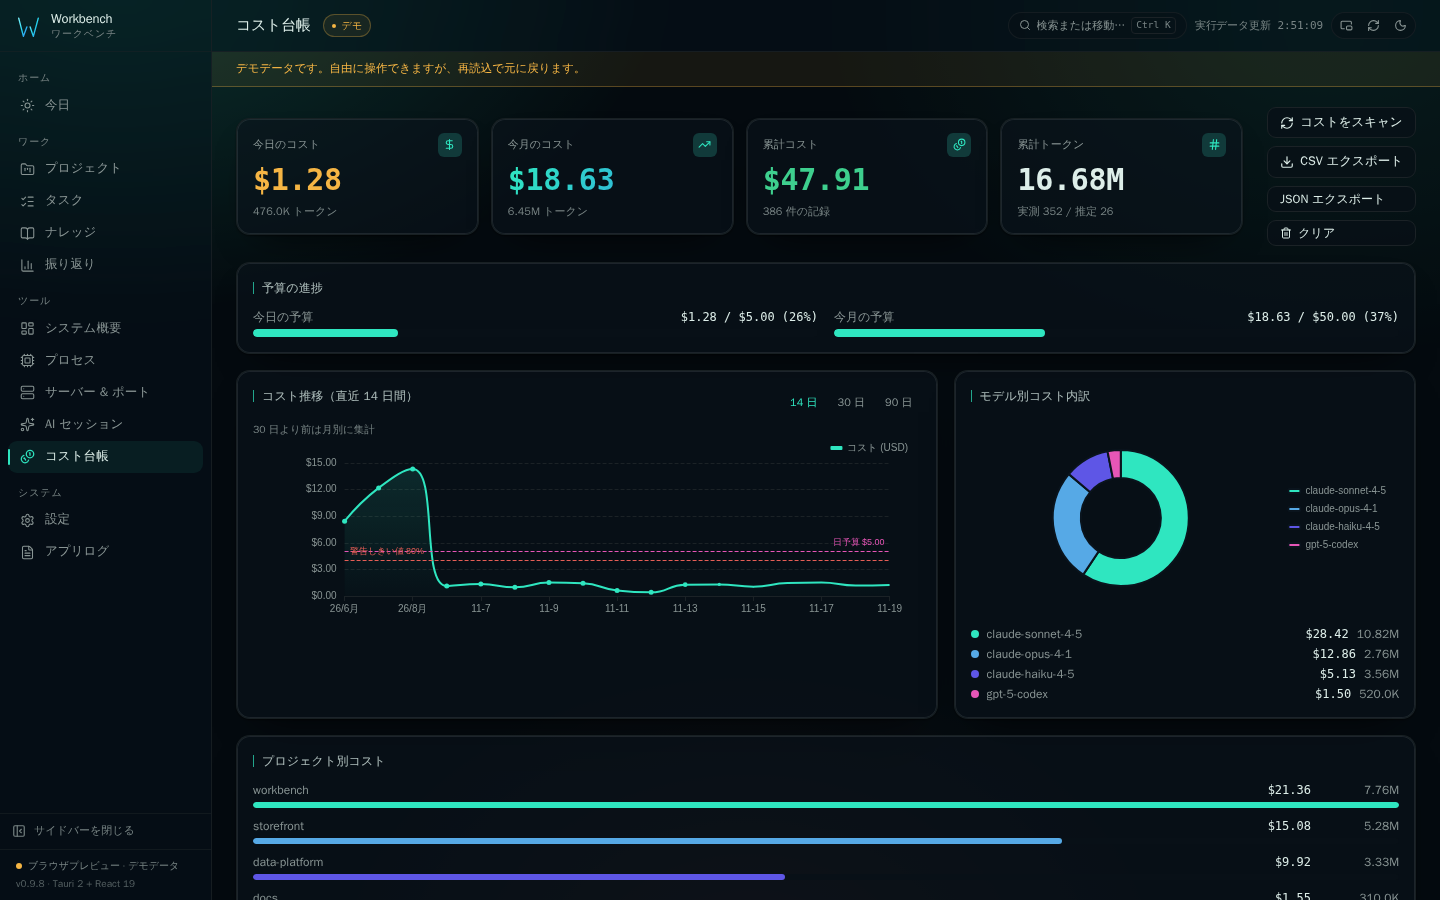 Workbench
ワークベンチ
ホーム
今日
ワーク
プロジェクト
タスク
ナレッジ
振り返り
ツール
システム概要
プロセス
サーバー & ポート
AI セッション
コスト台帳
システム
設定
アプリログ
サイドバーを閉じる
ブラウザプレビュー · デモデータ
v0.9.8 · Tauri 2 + React 19
コスト台帳
デモ
検索または移動… Ctrl K
実行データ更新 2:51:09
デモデータです。自由に操作できますが、再読込で元に戻ります。
今日のコスト
$1.28
476.0K トークン
今月のコスト
$18.63
6.45M トークン
累計コスト
$47.91
386 件の記録
累計トークン
16.68M
実測 352 / 推定 26
コストをスキャン
CSV エクスポート
JSON エクスポート
クリア
予算の進捗
今日の予算 $1.28 / $5.00 (26%)
今月の予算 $18.63 / $50.00 (37%)
コスト推移（直近 14 日間）
14 日 30 日 90 日
30 日より前は月別に集計
コスト (USD)
$15.00
$12.00
$9.00
$6.00
$3.00
$0.00
日予算 $5.00
警告しきい値 80%
26/6月 26/8月 11-7 11-9 11-11 11-13 11-15 11-17 11-19
モデル別コスト内訳
claude-sonnet-4-5
claude-opus-4-1
claude-haiku-4-5
gpt-5-codex
claude-sonnet-4-5 $28.42 10.82M
claude-opus-4-1 $12.86 2.76M
claude-haiku-4-5 $5.13 3.56M
gpt-5-codex $1.50 520.0K
プロジェクト別コスト
workbench $21.36 7.76M
storefront $15.08 5.28M
data-platform $9.92 3.33M
docs $1.55 310.0K